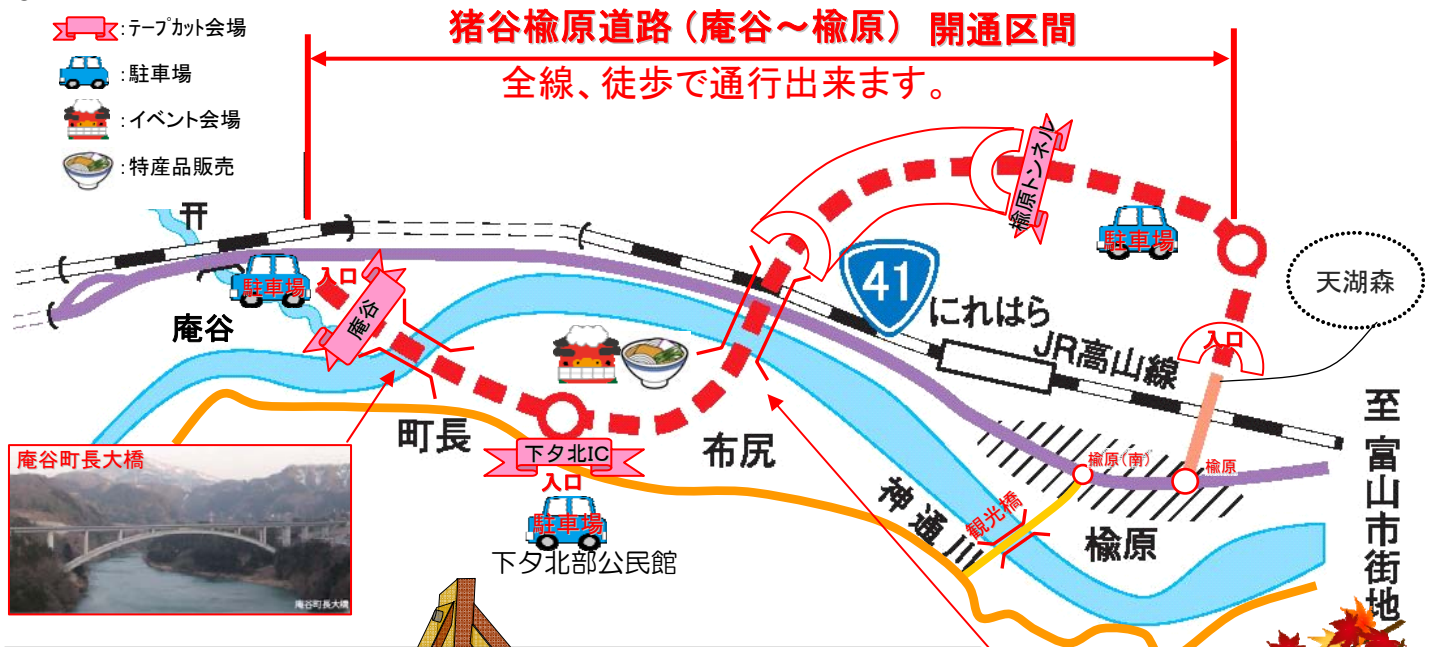 :テープカット会場
:駐車場
:イベント会場
:特産品販売
猪谷楡原道路(庵谷～楡原) 開通区間
全線、徒歩で通行出来ます。
楡原トンネル
駐車場
41
にれはら
JR高山線
天湖森
入口
駐車場
入口
庵谷
庵谷
町長
布尻
下夕北IC
入口
駐車場
下夕北部公民館
神通川
観光橋
楡原(南)
楡原
楡原
至富山市街地
庵谷町長大橋
庵谷町長大橋